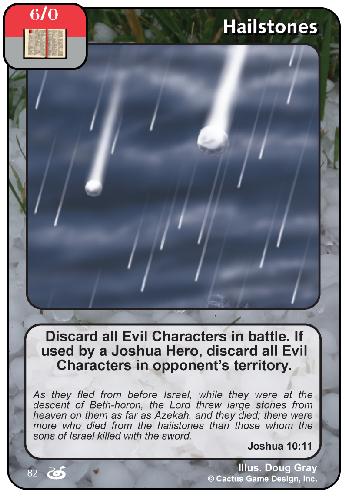 6/0
Hailstones
Discard all Evil Characters in battle. If
used by a Joshua Hero, discard all Evil
Characters in opponent's territory.
As they fled from before Israel, while they were at the
descent of Beth-horon, the Lord threw large stones from
heaven on them as far as Azekah, and they died; there were
more who died from the hailstones than those whom the
sons of Israel killed with the sword.
Joshua 10:11
82
Illus. Doug Gray
© Cactus Game Design, Inc.